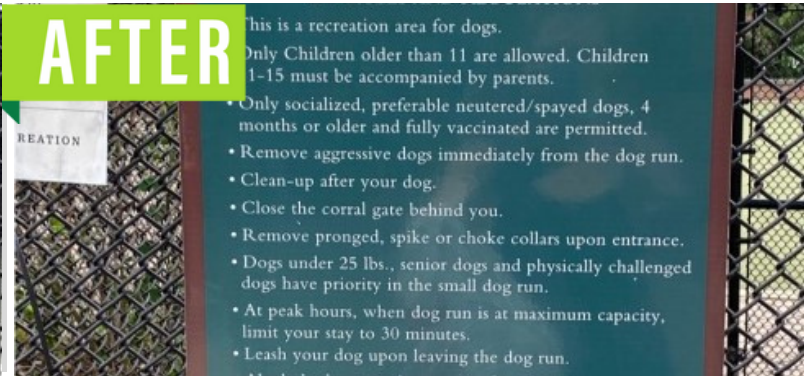 AFTER
This is a recreation area for dogs.
Only Children older than 11 are allowed. Children
1-15 must be accompanied by parents.
• Only socialized, preferable neutered/spayed dogs, 4
months or older and fully vaccinated are permitted.
REATION
• Remove aggressive dogs immediately from the dog run.
• Clean-up after your dog.
• Close the corral gate behind you.
• Remove pronged, spike or choke collars upon entrance.
• Dogs under 25 lbs., senior dogs and physically challenged
dogs have priority in the small dog run.
• At peak hours, when dog run is at maximum capacity,
limit your stay to 30 minutes.
• Leash your dog upon leaving the dog run.